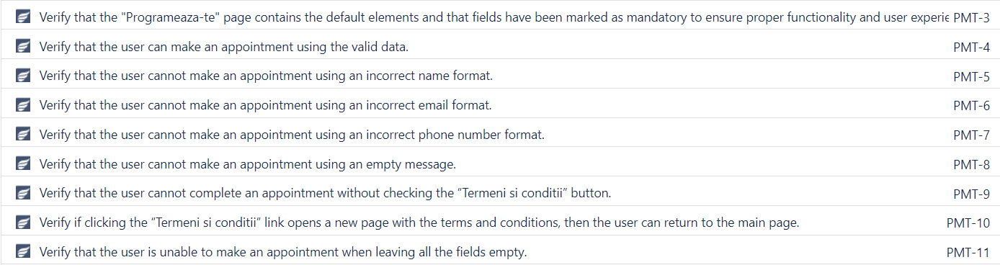 Verify that the "Programeaza-te" page contains the default elements and that fields have been marked as mandatory to ensure proper functionality and user experie PMT-3
Verify that the user can make an appointment using the valid data. PMT-4
Verify that the user cannot make an appointment using an incorrect name format. PMT-5
Verify that the user cannot make an appointment using an incorrect email format. PMT-6
Verify that the user cannot make an appointment using an incorrect phone number format. PMT-7
Verify that the user cannot make an appointment using an empty message. PMT-8
Verify that the user cannot complete an appointment without checking the “Termeni si conditii” button. PMT-9
Verify if clicking the “Termeni si conditii” link opens a new page with the terms and conditions, then the user can return to the main page. PMT-10
Verify that the user is unable to make an appointment when leaving all the fields empty. PMT-11